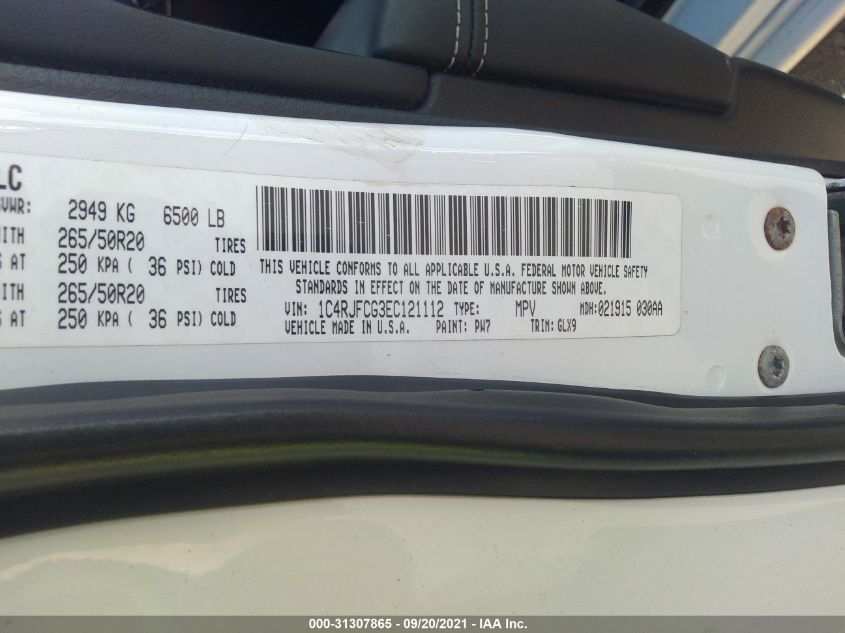 LC
GVWR: 2949 KG 6500 LB
WITH 265/50R20 TIRES
S AT 250 KPA ( 36 PSI) COLD
WITH 265/50R20 TIRES
S AT 250 KPA ( 36 PSI) COLD
THIS VEHICLE CONFORMS TO ALL APPLICABLE U.S.A. FEDERAL MOTOR VEHICLE SAFETY
STANDARDS IN EFFECT ON THE DATE OF MANUFACTURE SHOWN ABOVE.
VIN: 1C4RJFCG3EC121112 TYPE: MPV MDH: 021915 030AA
VEHICLE MADE IN U.S.A. PAINT: PW7 TRIM: GLX9
000-31307865 | 09/20/2021 | IAA Inc.